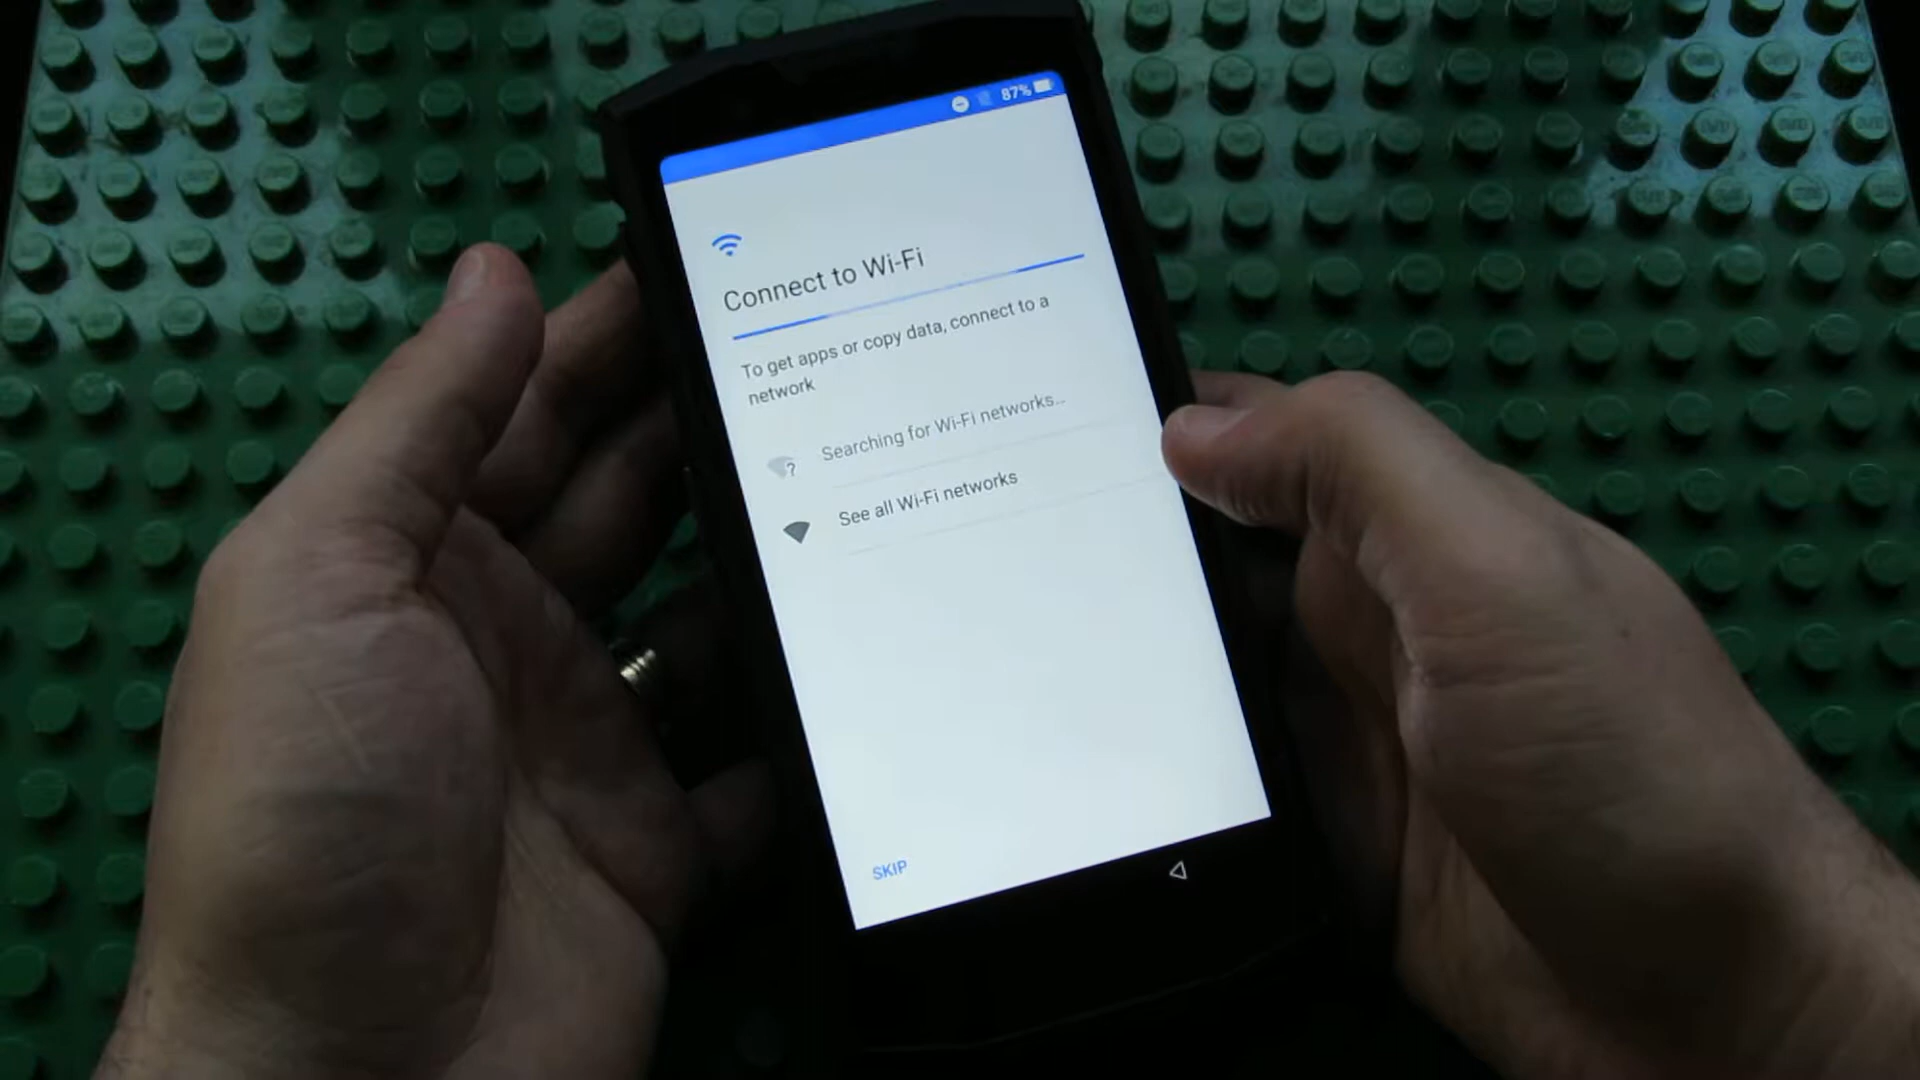 87%
Connect to Wi-Fi
To get apps or copy data, connect to a
network
Searching for Wi-Fi networks...
?
See all Wi-Fi networks
SKIP